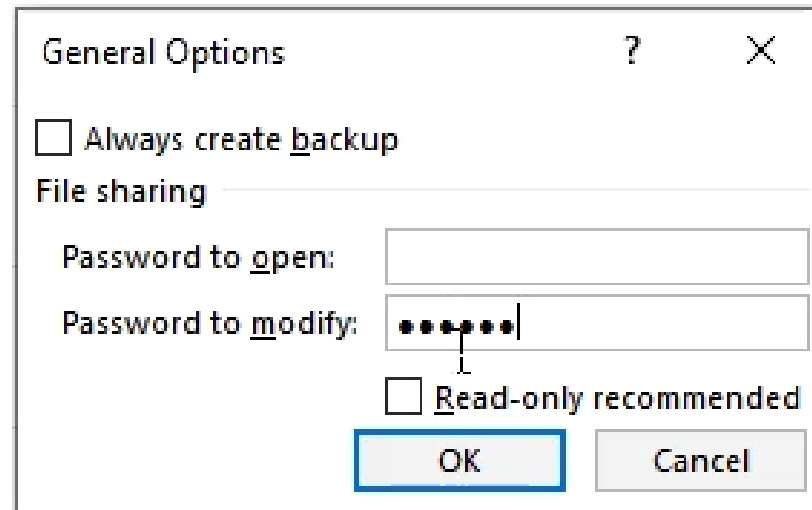 General Options ?
Always create backup
File sharing
Password to open:
Password to modify: ••••••
Read-only recommended
OK Cancel